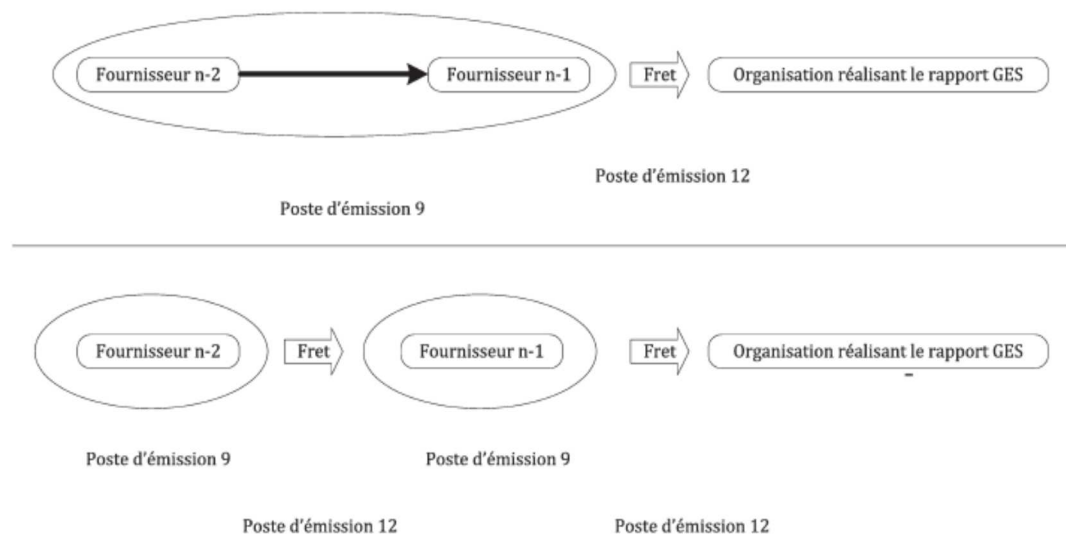 Fournisseur n-2 Fournisseur n-1 Fret Organisation réalisant le rapport GES
Poste d'émission 12
Poste d'émission 9
Fournisseur n-2 Fret Fournisseur n-1 Fret Organisation réalisant le rapport GES
Poste d'émission 9 Poste d'émission 9
Poste d'émission 12 Poste d'émission 12